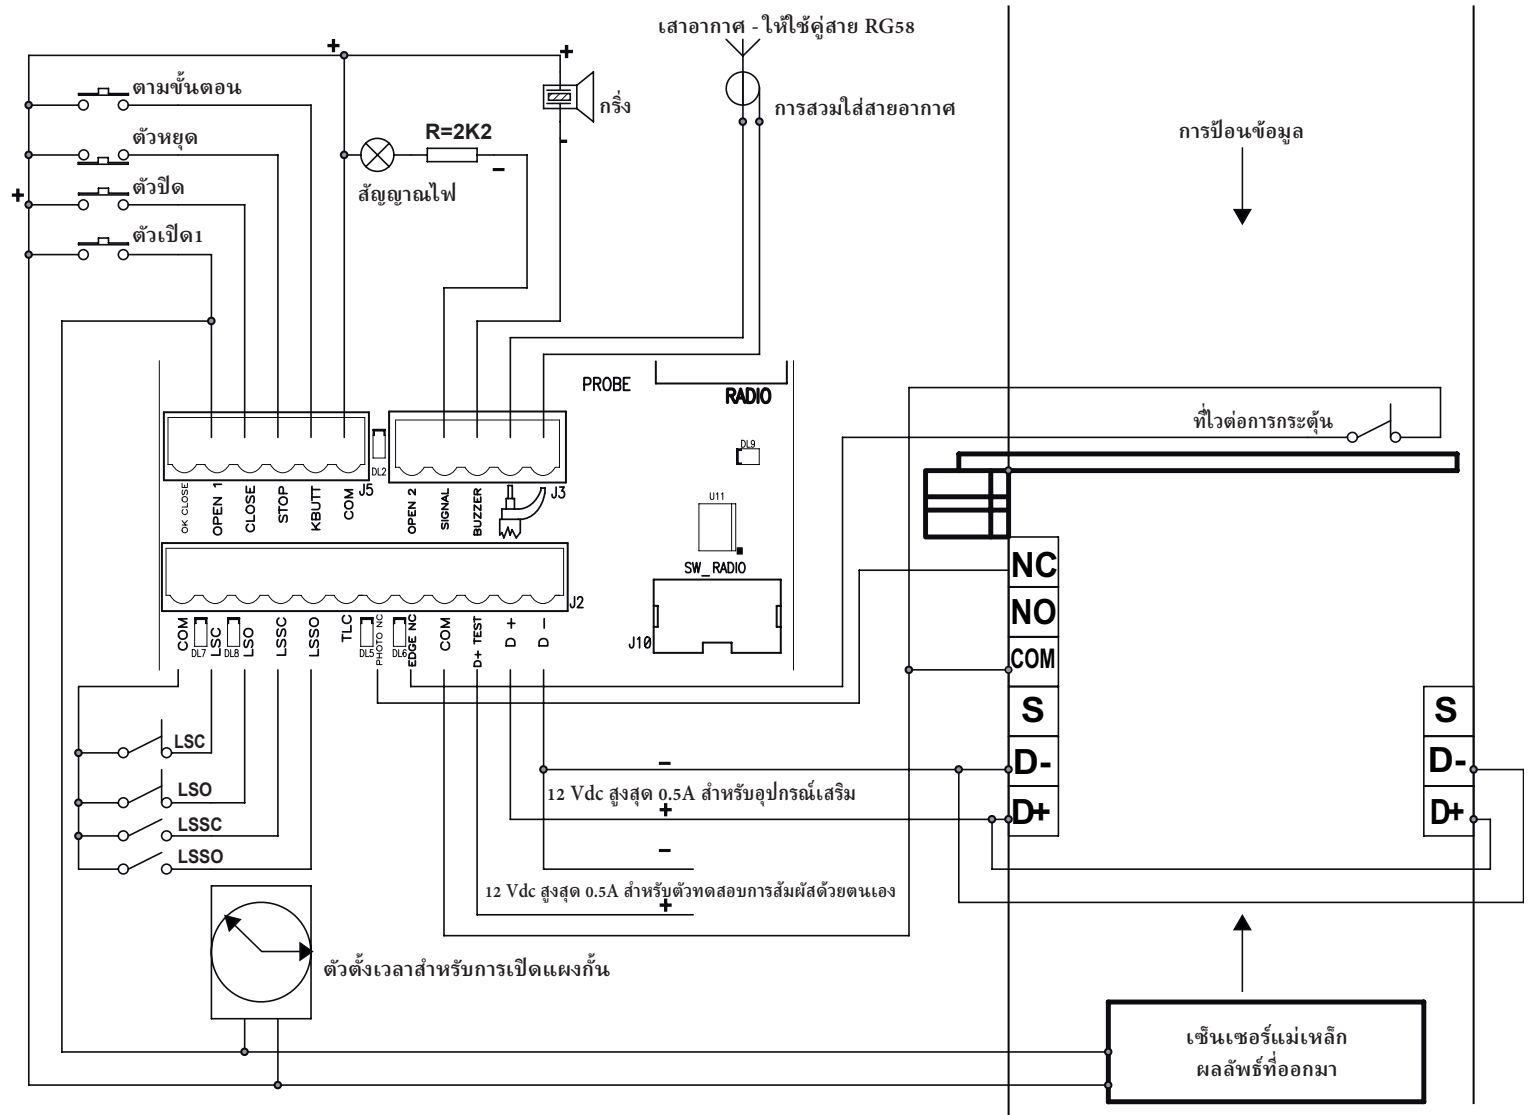 เสาอากาศ - ให้ใช้คู่สาย RG58
+
+
ตามขั้นตอน
กริ่ง
การสวมใส่สายอากาศ
R=2K2
การป้อนข้อมูล
ตัวหยุด
-
-
สัญญาณไฟ
+
ตัวปิด
ตัวเปิด1
PROBE
RADIO
ที่ไวต่อการกระตุ้น
DL9
DL2
J5
J3
OK CLOSE
OPEN 1
CLOSE
STOP
KBUTT
COM
OPEN 2
SIGNAL
BUZZER
U11
SW_RADIO
NC
NO
COM
S
D-
D+
S
D-
D+
J2
J10
COM
DL7
LSC
DL8
LSO
LSSC
LSSO
TLC
DL5
PHOTO NC
DL6
EDGE NC
COM
D+ TEST
D +
D -
LSC
LSO
LSSC
LSSO
-
12 Vdc สูงสุด 0.5A สำหรับอุปกรณ์เสริม
+
-
12 Vdc สูงสุด 0.5A สำหรับตัวทดสอบการสัมผัสด้วยตนเอง
+
ตัวตั้งเวลาสำหรับการเปิดแผงกั้น
เซ็นเซอร์แม่เหล็ก
ผลลัพธ์ที่ออกมา